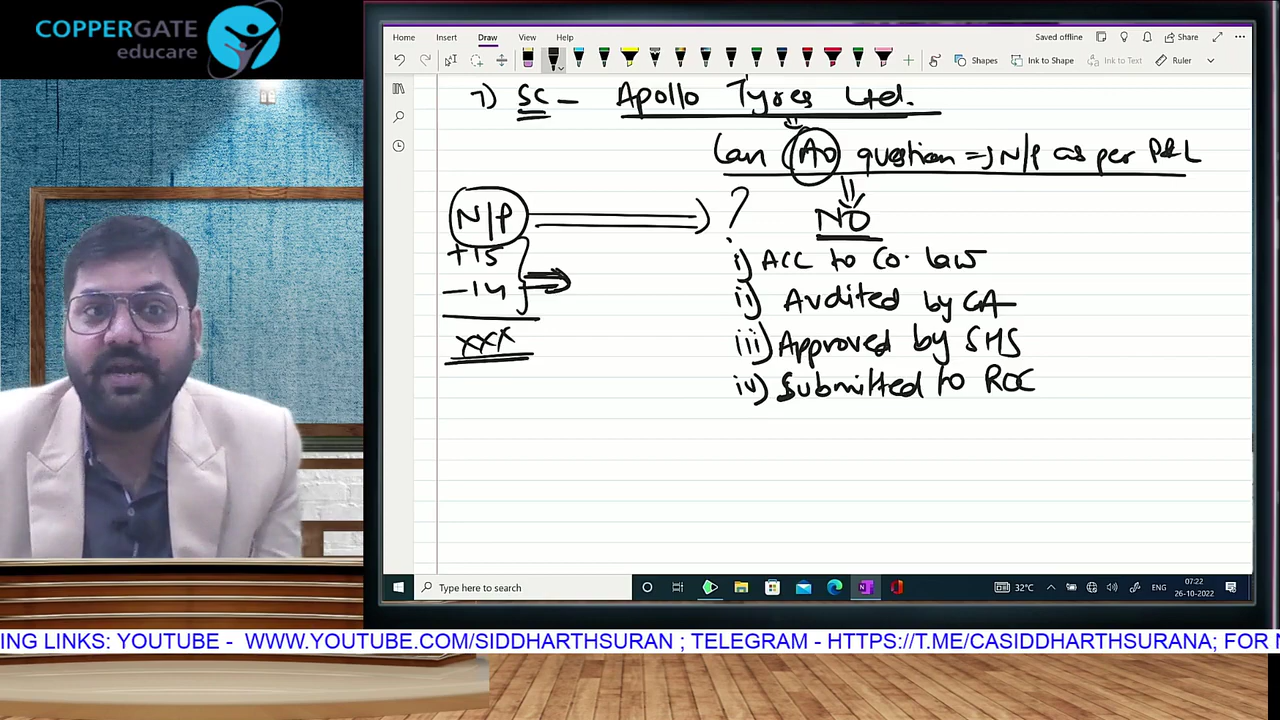 COPPERGATE
educare
Home Insert Draw View Help
Saved offline Share
Shapes Ink to Shape Ink to Text Ruler
7) SC - Apollo Tyres Ltd.
Can AO question => N/P as per P&L
N/P ? NO
+15
-14
XXX
i) ACC to Co. law
ii) Audited by CA
iii) Approved by SHS
iv) Submitted to ROC
Type here to search
32°C ENG 07:22
26-10-2022
ING LINKS: YOUTUBE - WWW.YOUTUBE.COM/SIDDHARTHSURAN ; TELEGRAM - HTTPS://T.ME/CASIDDHARTHSURANA; FOR N